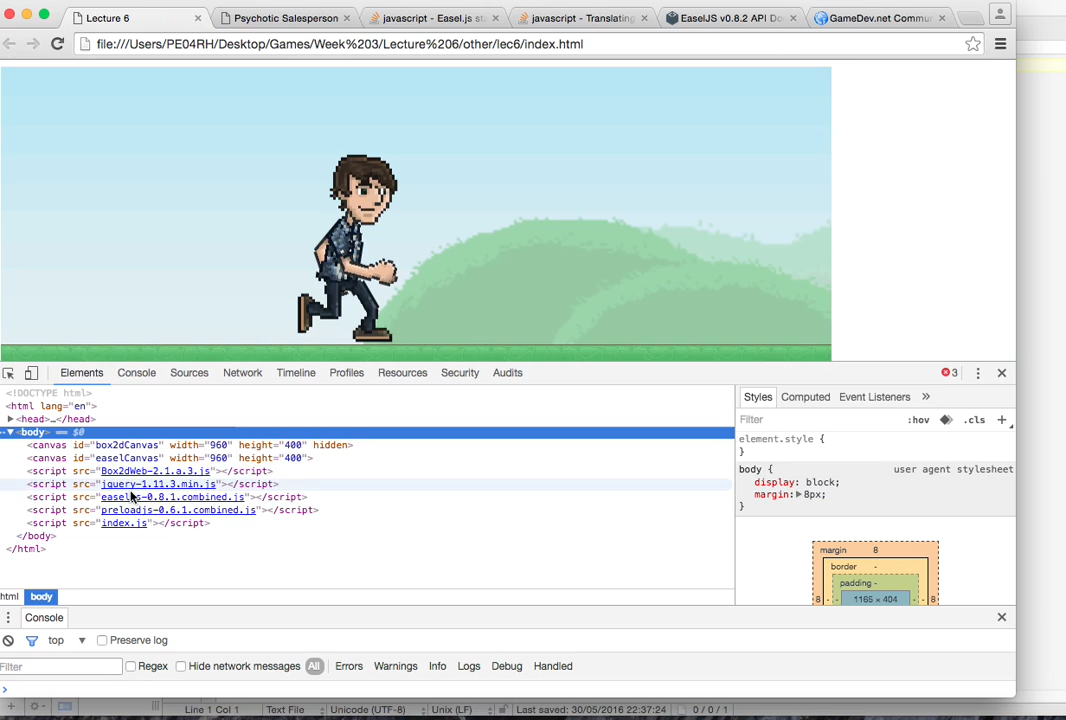 Lecture 6
Psychotic Salesperson
javascript - Easel.js st
javascript - Translating
EaselJS v0.8.2 API Do
GameDev.net Commu
file:///Users/PE04RH/Desktop/Games/Week%203/Lecture%206/other/lec6/index.html
Elements Console Sources Network Timeline Profiles Resources Security Audits 3
<!DOCTYPE html>
<html lang="en">
<head>…</head>
<body> == $0
<canvas id="box2dCanvas" width="960" height="400" hidden>
<canvas id="easelCanvas" width="960" height="400">
<script src="Box2dWeb-2.1.a.3.js"></script>
<script src="jquery-1.11.3.min.js"></script>
<script src="easeljs-0.8.1.combined.js"></script>
<script src="preloadjs-0.6.1.combined.js"></script>
<script src="index.js"></script>
</body>
</html>
html body
Styles Computed Event Listeners »
Filter :hov .cls +
element.style {
}
body { user agent stylesheet
display: block;
margin: 8px;
}
margin 8
border -
padding -
8 - - 1165 × 404 - - 8
Console
top Preserve log
Filter Regex Hide network messages All Errors Warnings Info Logs Debug Handled
>
Line 1 Col 1 Text File Unicode (UTF-8) Unix (LF) Last saved: 30/05/2016 22:37:24 0 / 0 / 1